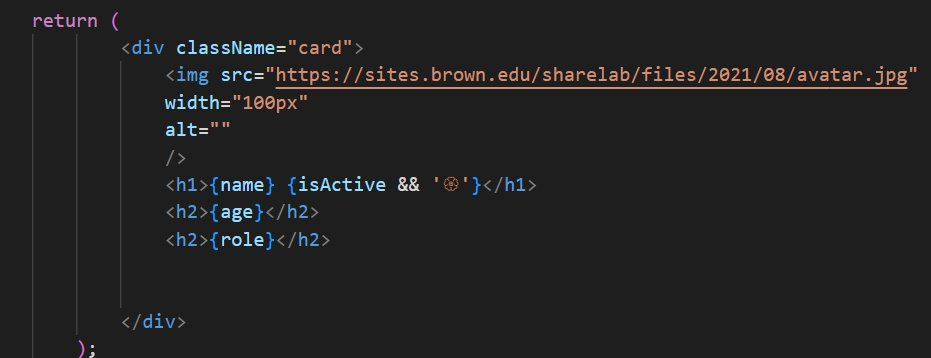 return (
<div className="card">
<img src="https://sites.brown.edu/sharelab/files/2021/08/avatar.jpg"
width="100px"
alt=""
/>
<h1>{name} {isActive && '🏵'}</h1>
<h2>{age}</h2>
<h2>{role}</h2>
</div>
);